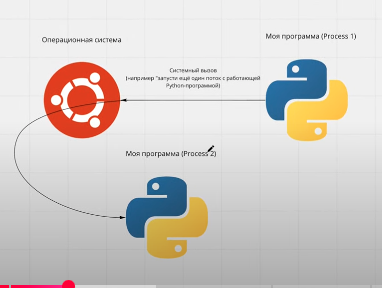 Операционная система
Моя программа (Process 1)
Системный вызов
(например "запусти ещё один поток с работающей
Python-программой)
Моя программа (Process 2)